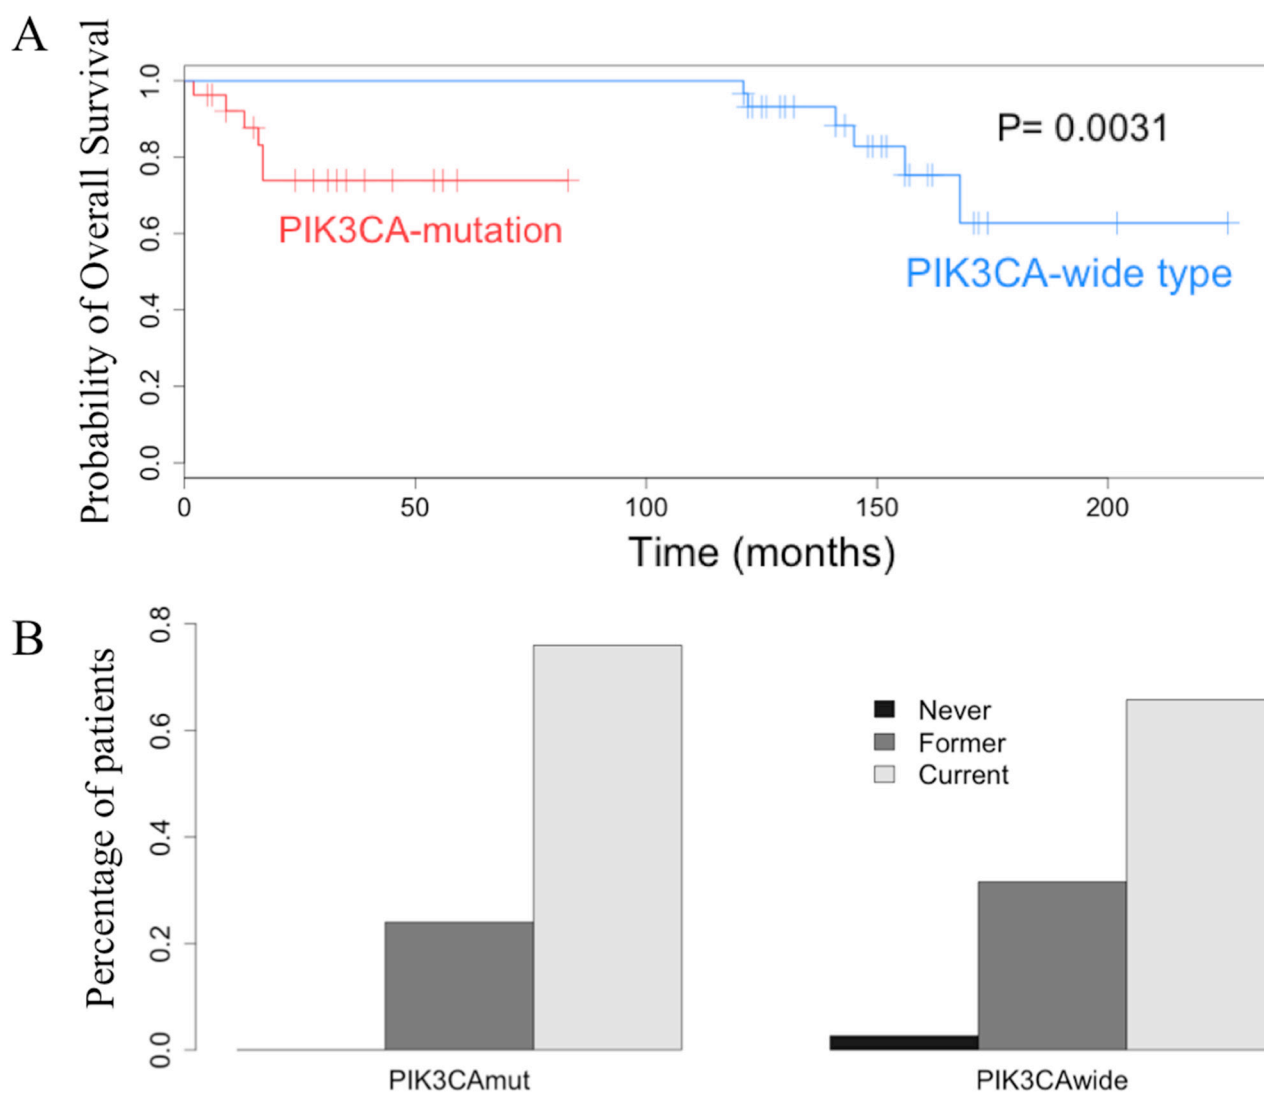 A
Probability of Overall Survival
1.0
0.8
0.6
0.4
0.2
0.0
P= 0.0031
PIK3CA-mutation
PIK3CA-wide type
0 50 100 150 200
Time (months)
B
Percentage of patients
0.8
0.6
0.4
0.2
0.0
Never
Former
Current
PIK3CAmut PIK3CAwide